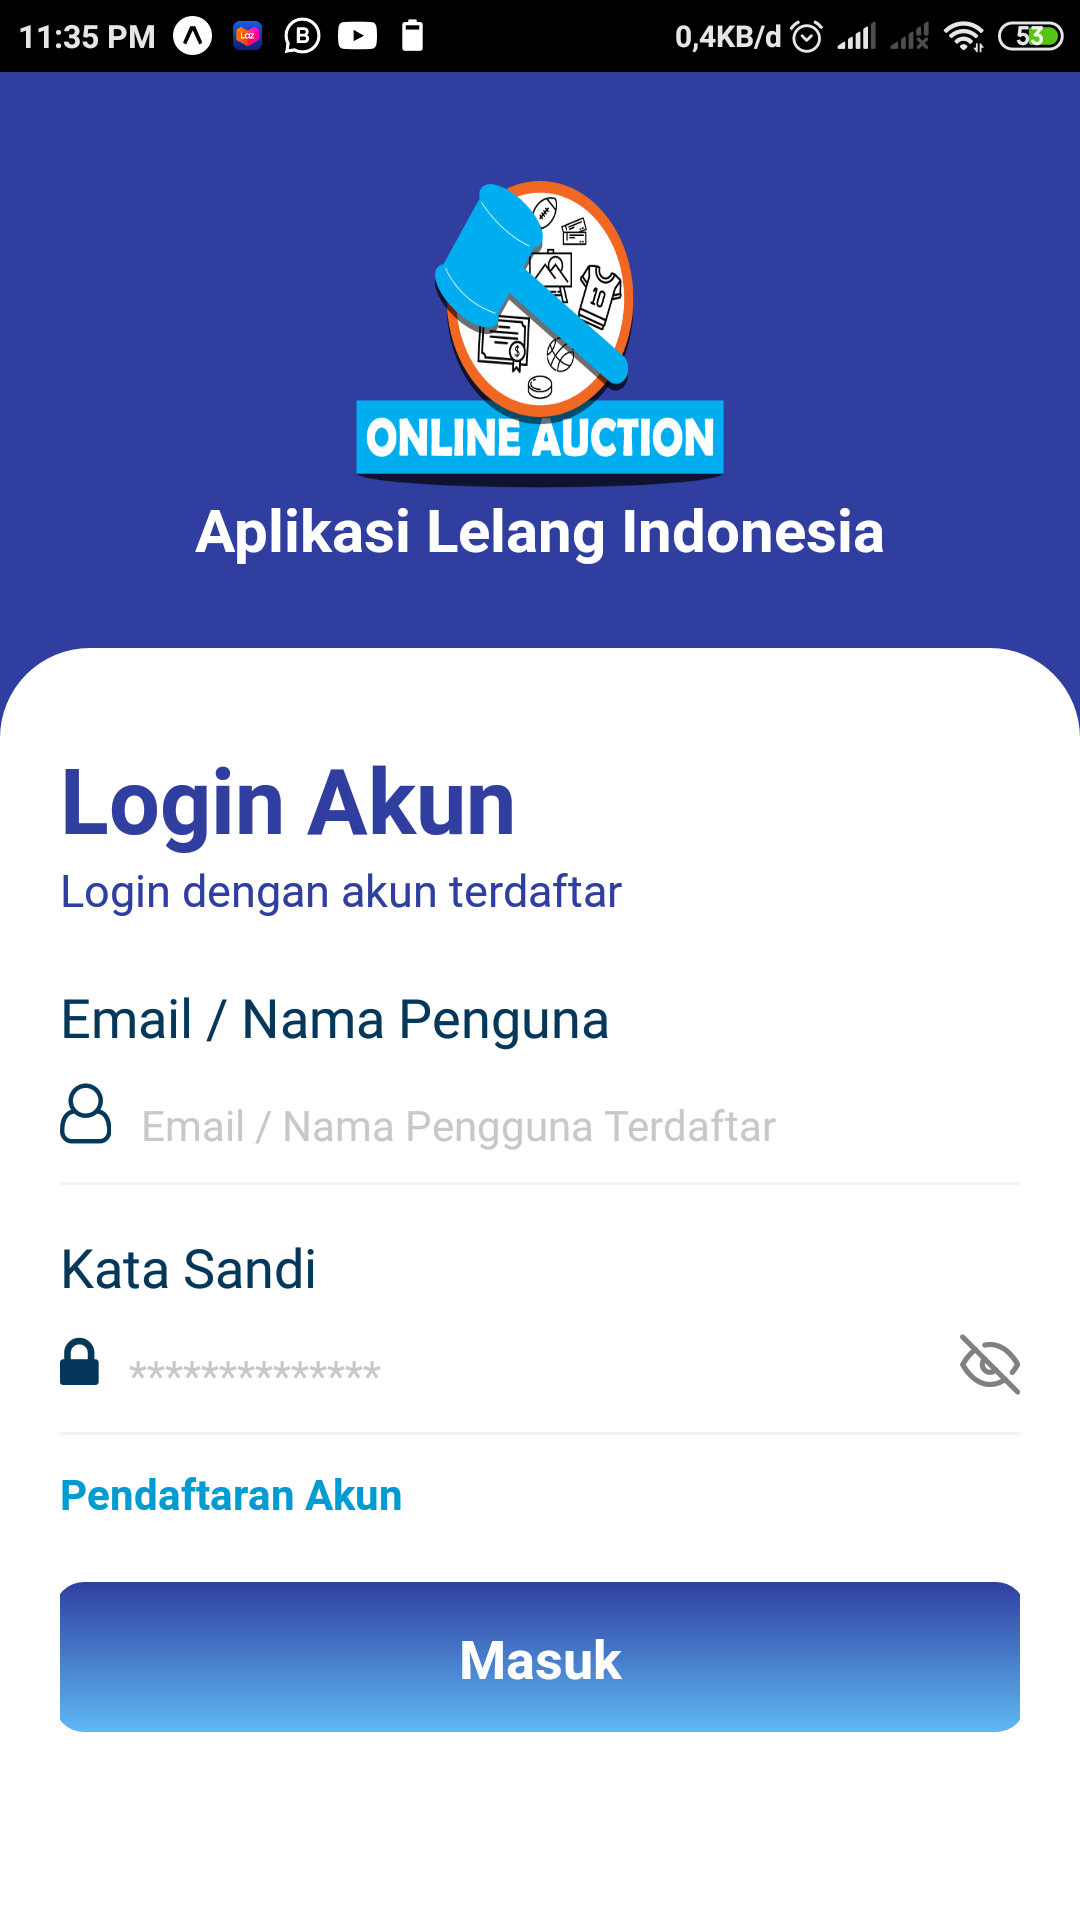 11:35 PM 0,4KB/d 53
ONLINE AUCTION
Aplikasi Lelang Indonesia
Login Akun
Login dengan akun terdaftar
Email / Nama Penguna
Email / Nama Pengguna Terdaftar
Kata Sandi
**************
Pendaftaran Akun
Masuk